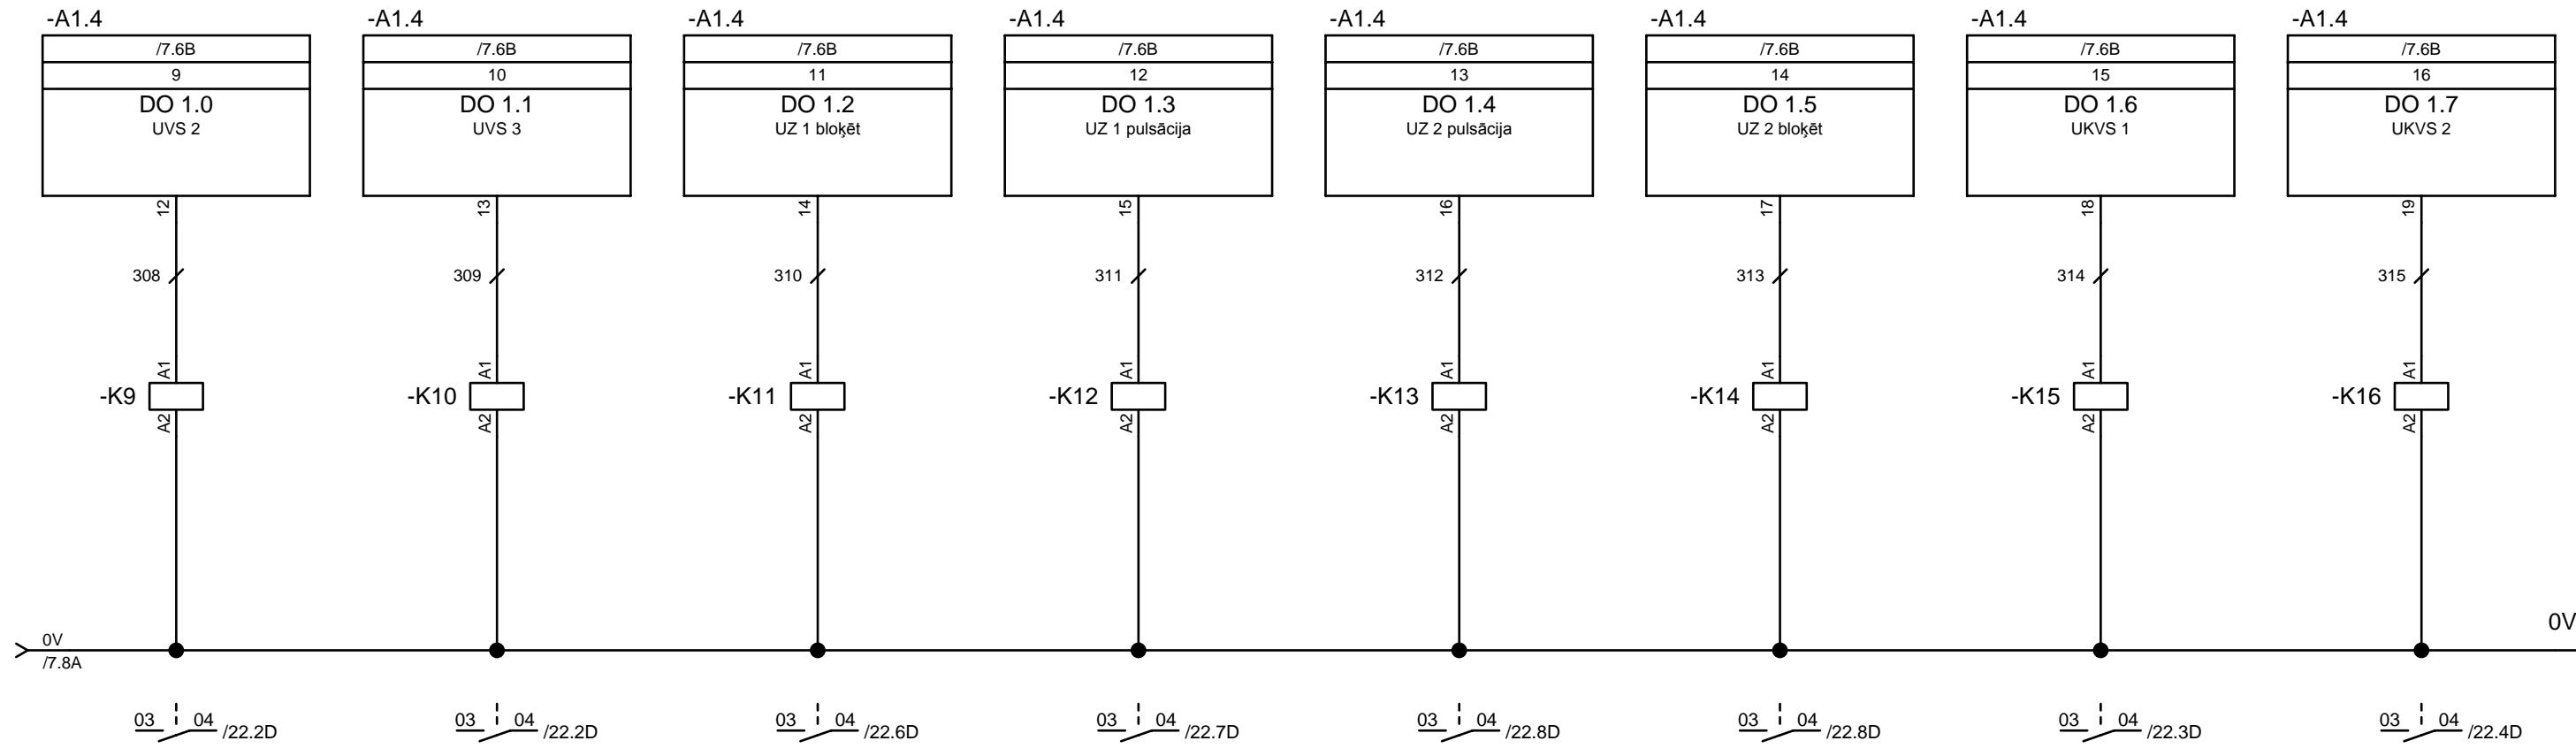 -A1.4 -A1.4 -A1.4 -A1.4 -A1.4 -A1.4 -A1.4 -A1.4
/7.6B /7.6B /7.6B /7.6B /7.6B /7.6B /7.6B /7.6B
9 10 11 12 13 14 15 16
DO 1.0 DO 1.1 DO 1.2 DO 1.3 DO 1.4 DO 1.5 DO 1.6 DO 1.7
UVS 2 UVS 3 UZ 1 bloķēt UZ 1 pulsācija UZ 2 pulsācija UZ 2 bloķēt UKVS 1 UKVS 2
12 13 14 15 16 17 18 19
308 309 310 311 312 313 314 315
A1 A1 A1 A1 A1 A1 A1 A1
-K9 -K10 -K11 -K12 -K13 -K14 -K15 -K16
A2 A2 A2 A2 A2 A2 A2 A2
0V 0V
/7.8A
03 04 /22.2D 03 04 /22.2D 03 04 /22.6D 03 04 /22.7D 03 04 /22.8D 03 04 /22.8D 03 04 /22.3D 03 04 /22.4D